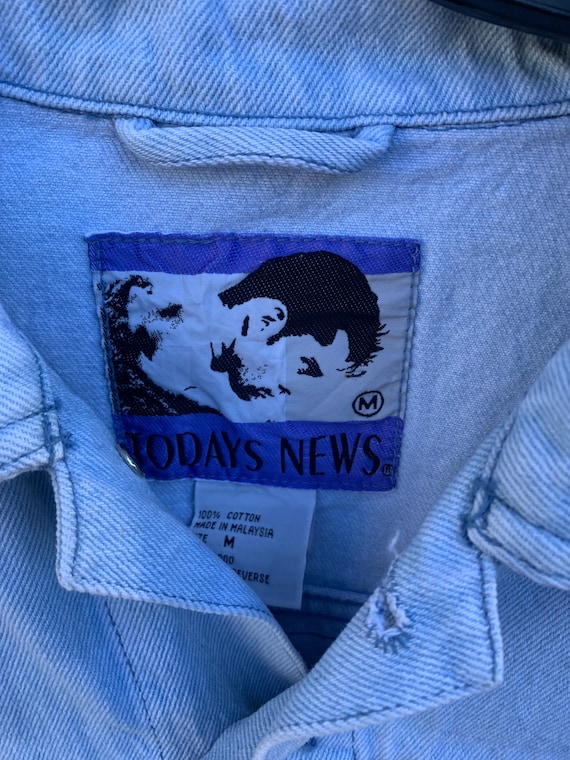 M
TODAYS NEWS®
100% COTTON
MADE IN MALAYSIA
M
REVERSE